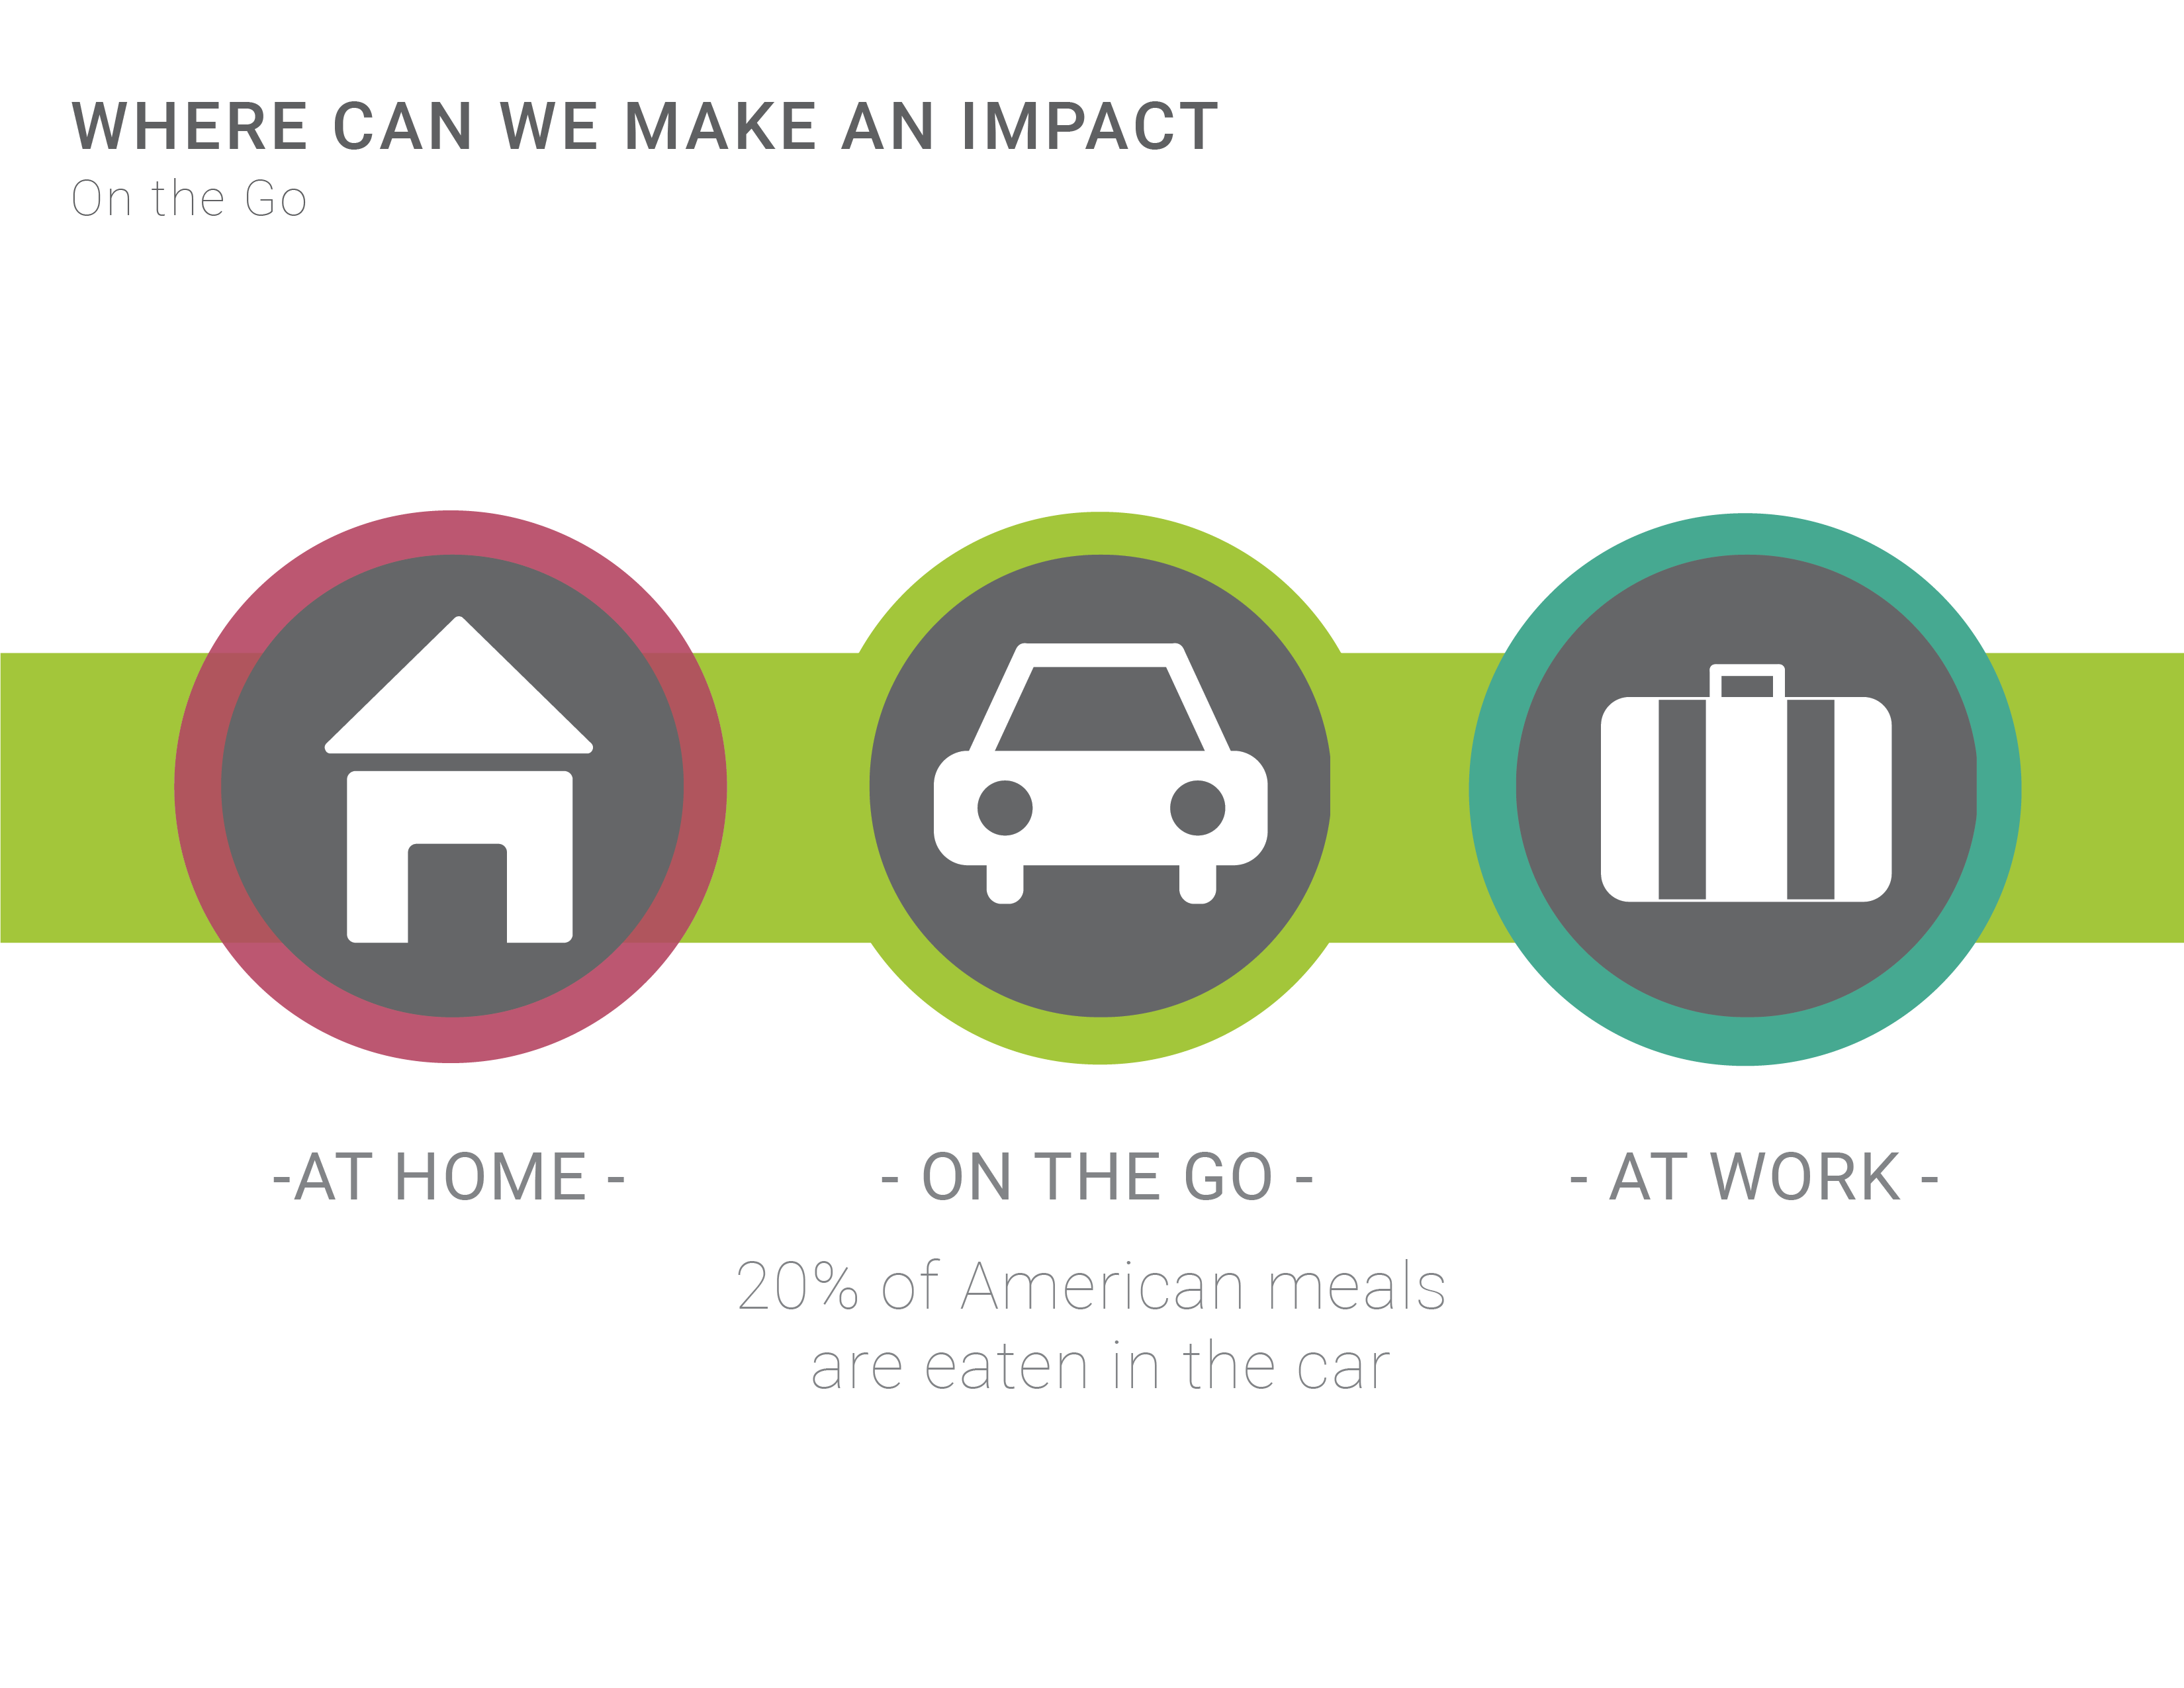 WHERE CAN WE MAKE AN IMPACT
On the Go
-AT HOME -
- ON THE GO -
- AT WORK -
20% of American meals
are eaten in the car